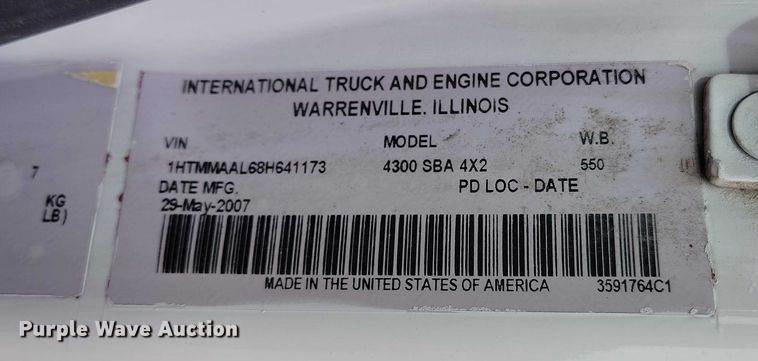 INTERNATIONAL TRUCK AND ENGINE CORPORATION
WARRENVILLE, ILLINOIS
VIN MODEL W.B.
1HTMMAAL68H641173 4300 SBA 4X2 550
DATE MFG. PD LOC - DATE
29-May-2007
MADE IN THE UNITED STATES OF AMERICA 3591764C1
7
KG
LB)
Purple Wave Auction